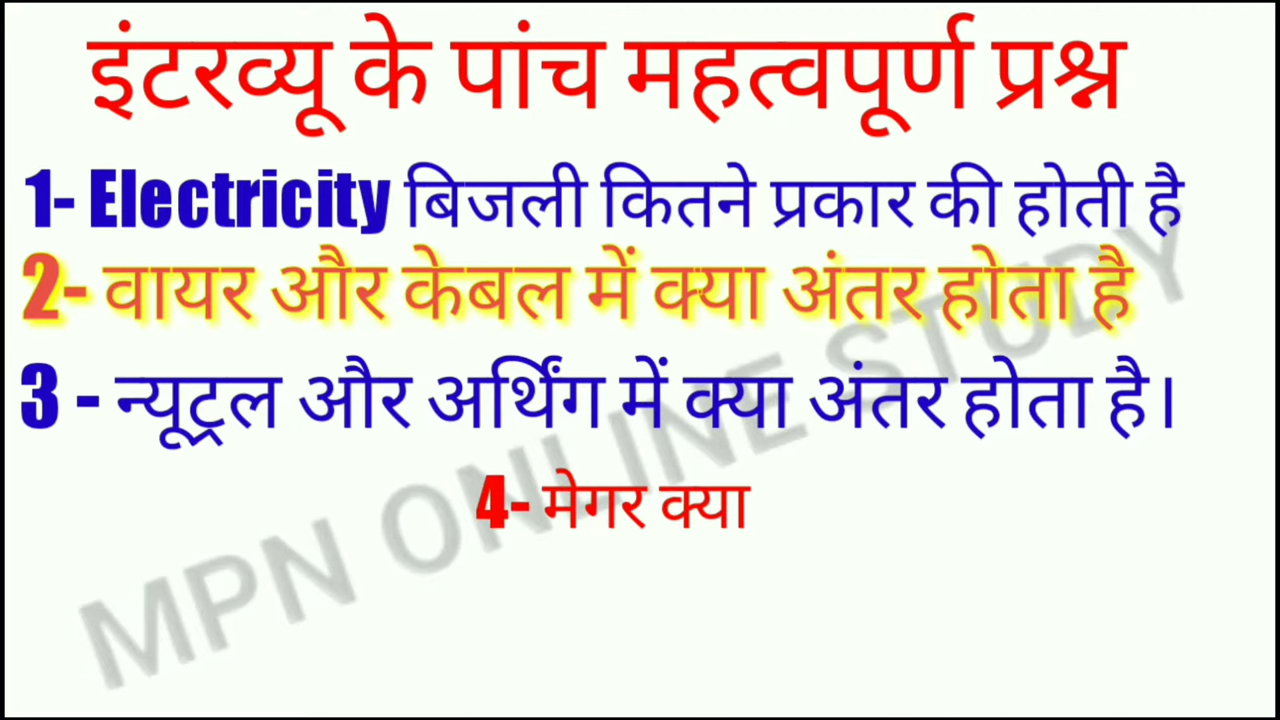 इंटरव्यू के पांच महत्वपूर्ण प्रश्न
1- Electricity बिजली कितने प्रकार की होती है
2- वायर और केबल में क्या अंतर होता है
3 - न्यूट्रल और अर्थिंग में क्या अंतर होता है।
4- मेगर क्या
MPN ONLINE STUDY